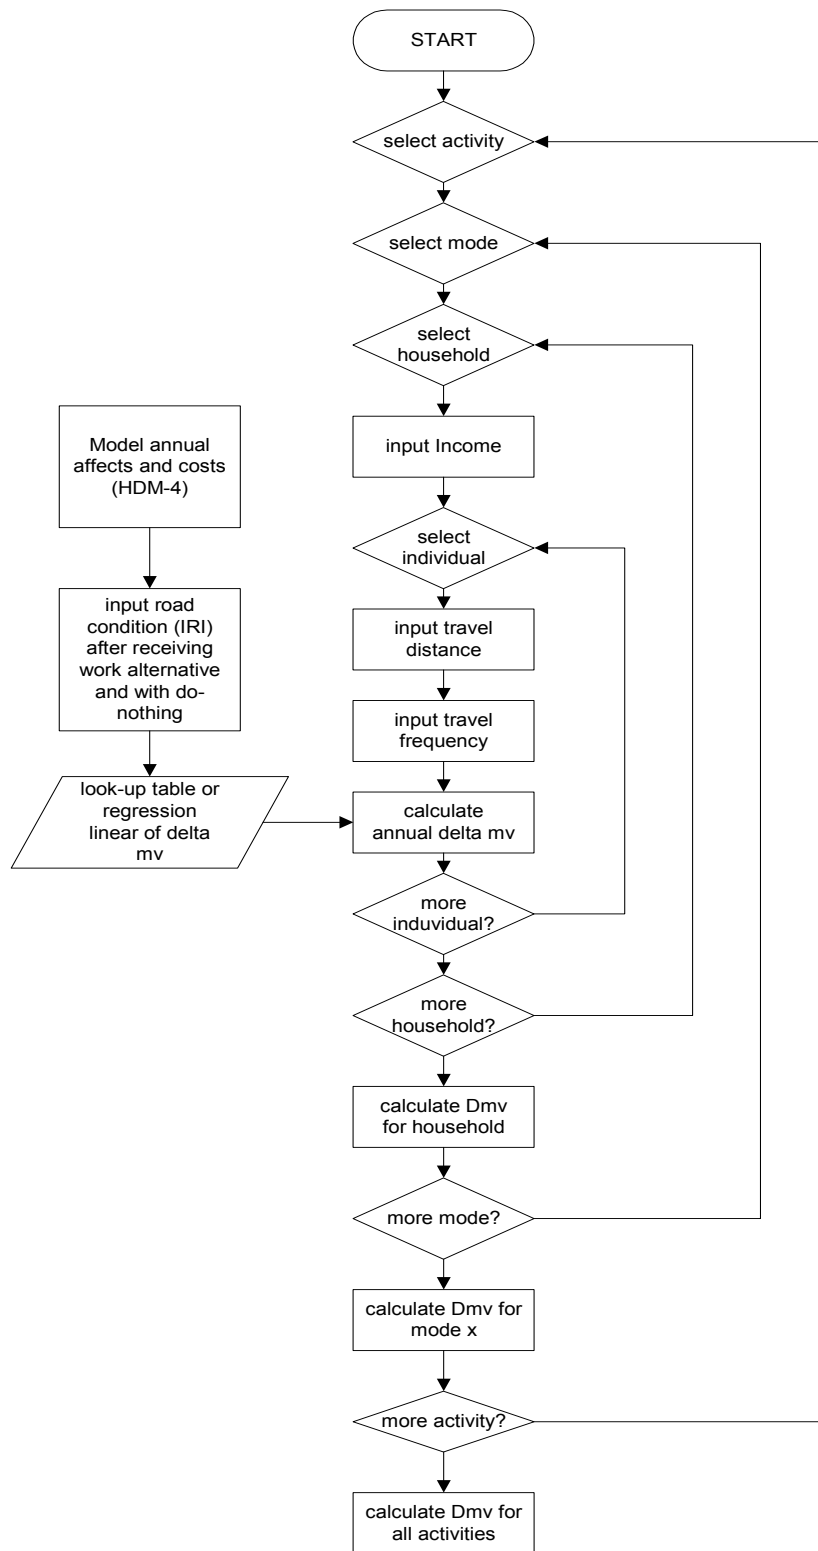 START
select activity
select mode
select
household
input Income
select
individual
input travel
distance
input travel
frequency
Model annual
affects and costs
(HDM-4)
input road
condition (IRI)
after receiving
work alternative
and with do-
nothing
look-up table or
regression
linear of delta
mv
calculate
annual delta mv
more
induvidual?
more
household?
calculate Dmv
for household
more mode?
calculate Dmv for
mode x
more activity?
calculate Dmv for
all activities